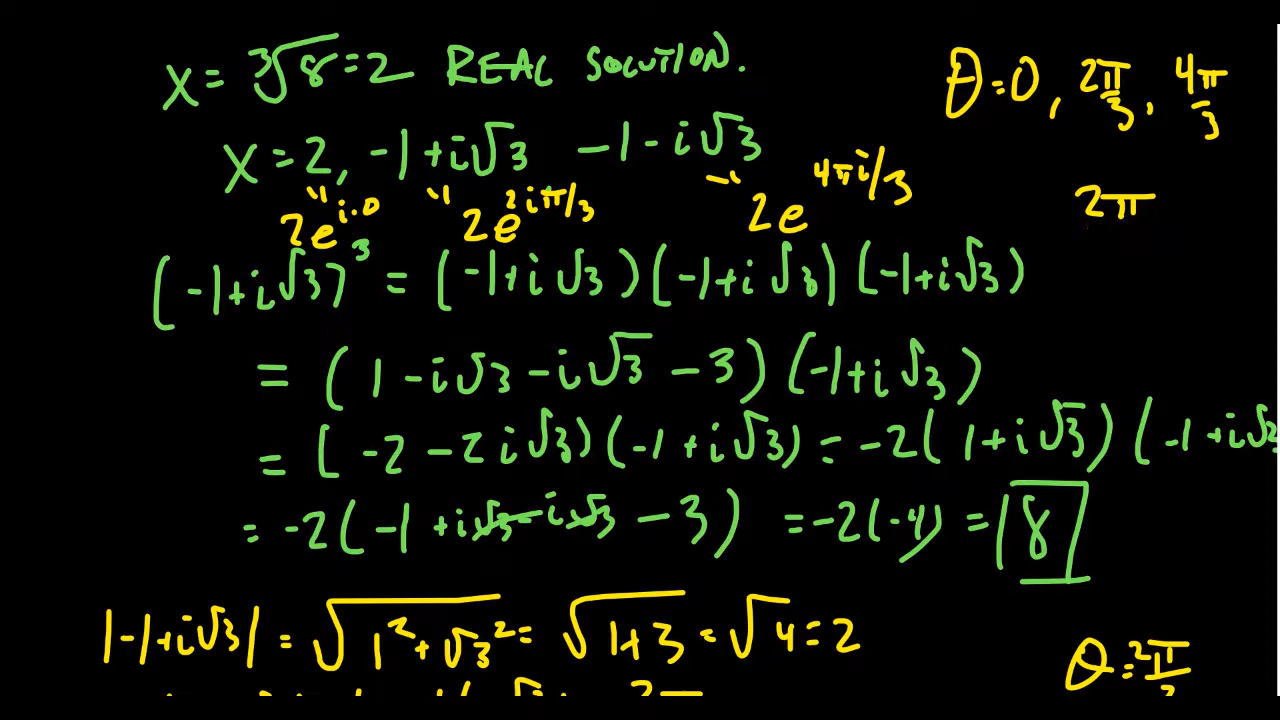 x = ∛8 = 2 REAL SOLUTION.
θ = 0, 2π/3, 4π/3
x = 2, -1+i√3 -1-i√3
2e^{i·0} 2e^{2iπ/3} 2e^{4πi/3}
2π
(-1+i√3)^3 = (-1+i√3)(-1+i√3)(-1+i√3)
= (1-i√3-i√3-3)(-1+i√3)
= (-2-2i√3)(-1+i√3) = -2(1+i√3)(-1+i√3
= -2(-1+i√3-i√3-3) = -2(-4) = 8
|-1+i√3| = √(1²+√3²) = √(1+3) = √4 = 2
θ = 2π/3